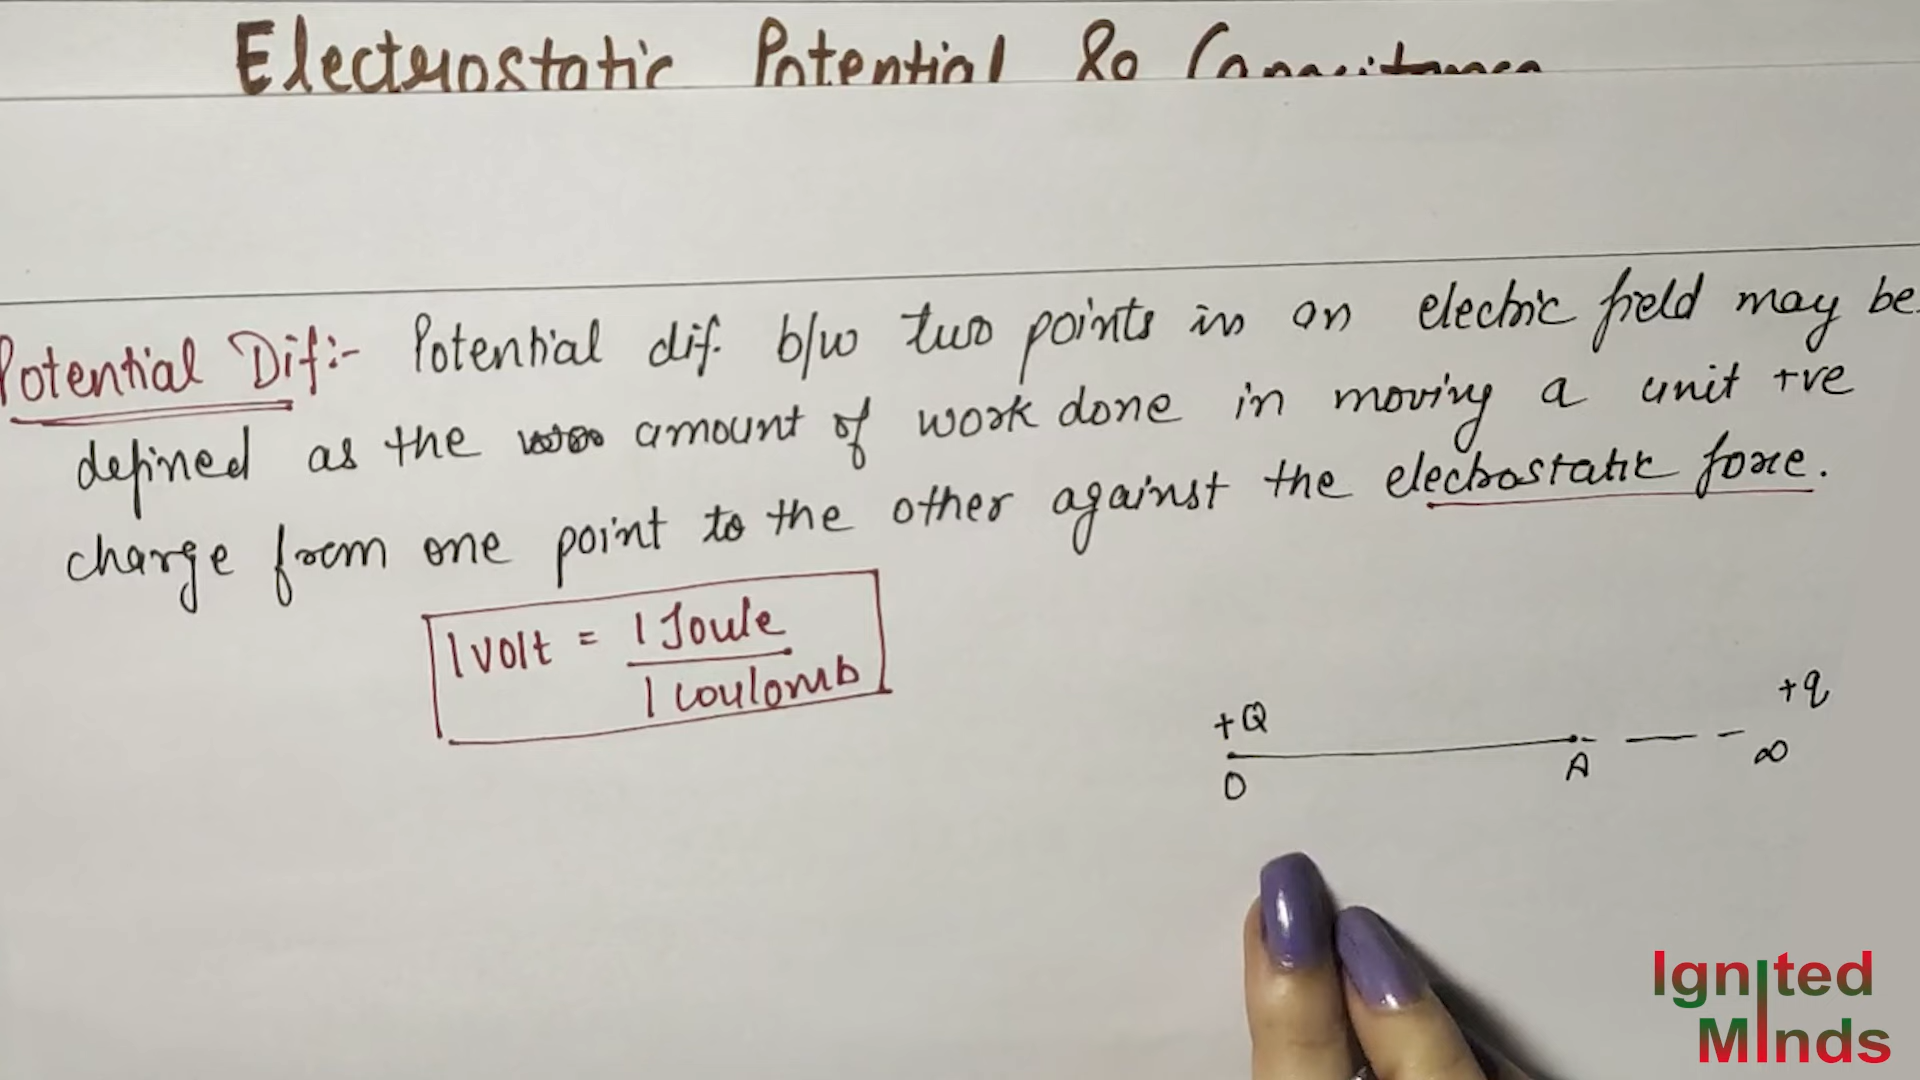 Electrostatic Potential & Capacitance
Potential Dif:- Potential dif. b/w two points in an electric field may be
defined as the amount of work done in moving a unit +ve
charge from one point to the other against the electrostatic force.
1 Volt = 1 Joule
1 coulomb
+Q +q
O A ∞
Ignited
Minds